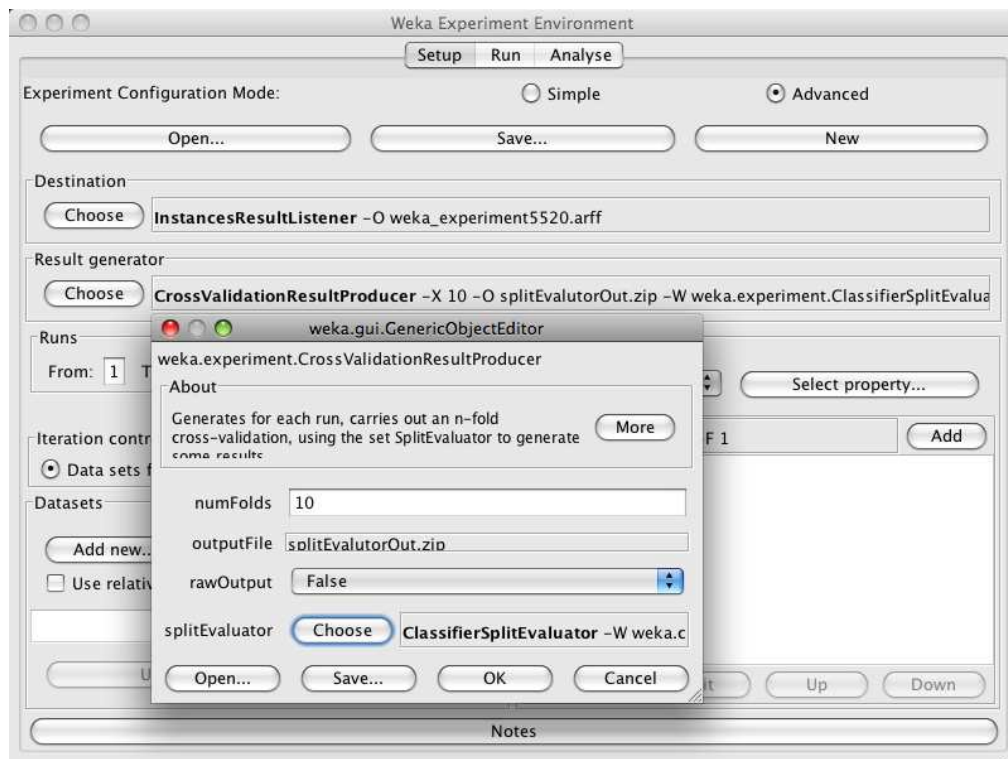 Weka Experiment Environment
Setup Run Analyse
Experiment Configuration Mode: Simple Advanced
Open... Save... New
Destination
Choose InstancesResultListener -O weka_experiment5520.arff
Result generator
Choose CrossValidationResultProducer -X 10 -O splitEvalutorOut.zip -W weka.experiment.ClassifierSplitEvalua
weka.gui.GenericObjectEditor
weka.experiment.CrossValidationResultProducer
About
Generates for each run, carries out an n-fold
cross-validation, using the set SplitEvaluator to generate
some results
More
numFolds 10
outputFile splitEvalutorOut.zip
rawOutput False
splitEvaluator Choose ClassifierSplitEvaluator -W weka.c
Open... Save... OK Cancel
Runs
From: 1 T
Select property...
Iteration contr
F 1 Add
Data sets f
Datasets
Add new..
Use relativ
U
it Up Down
Notes